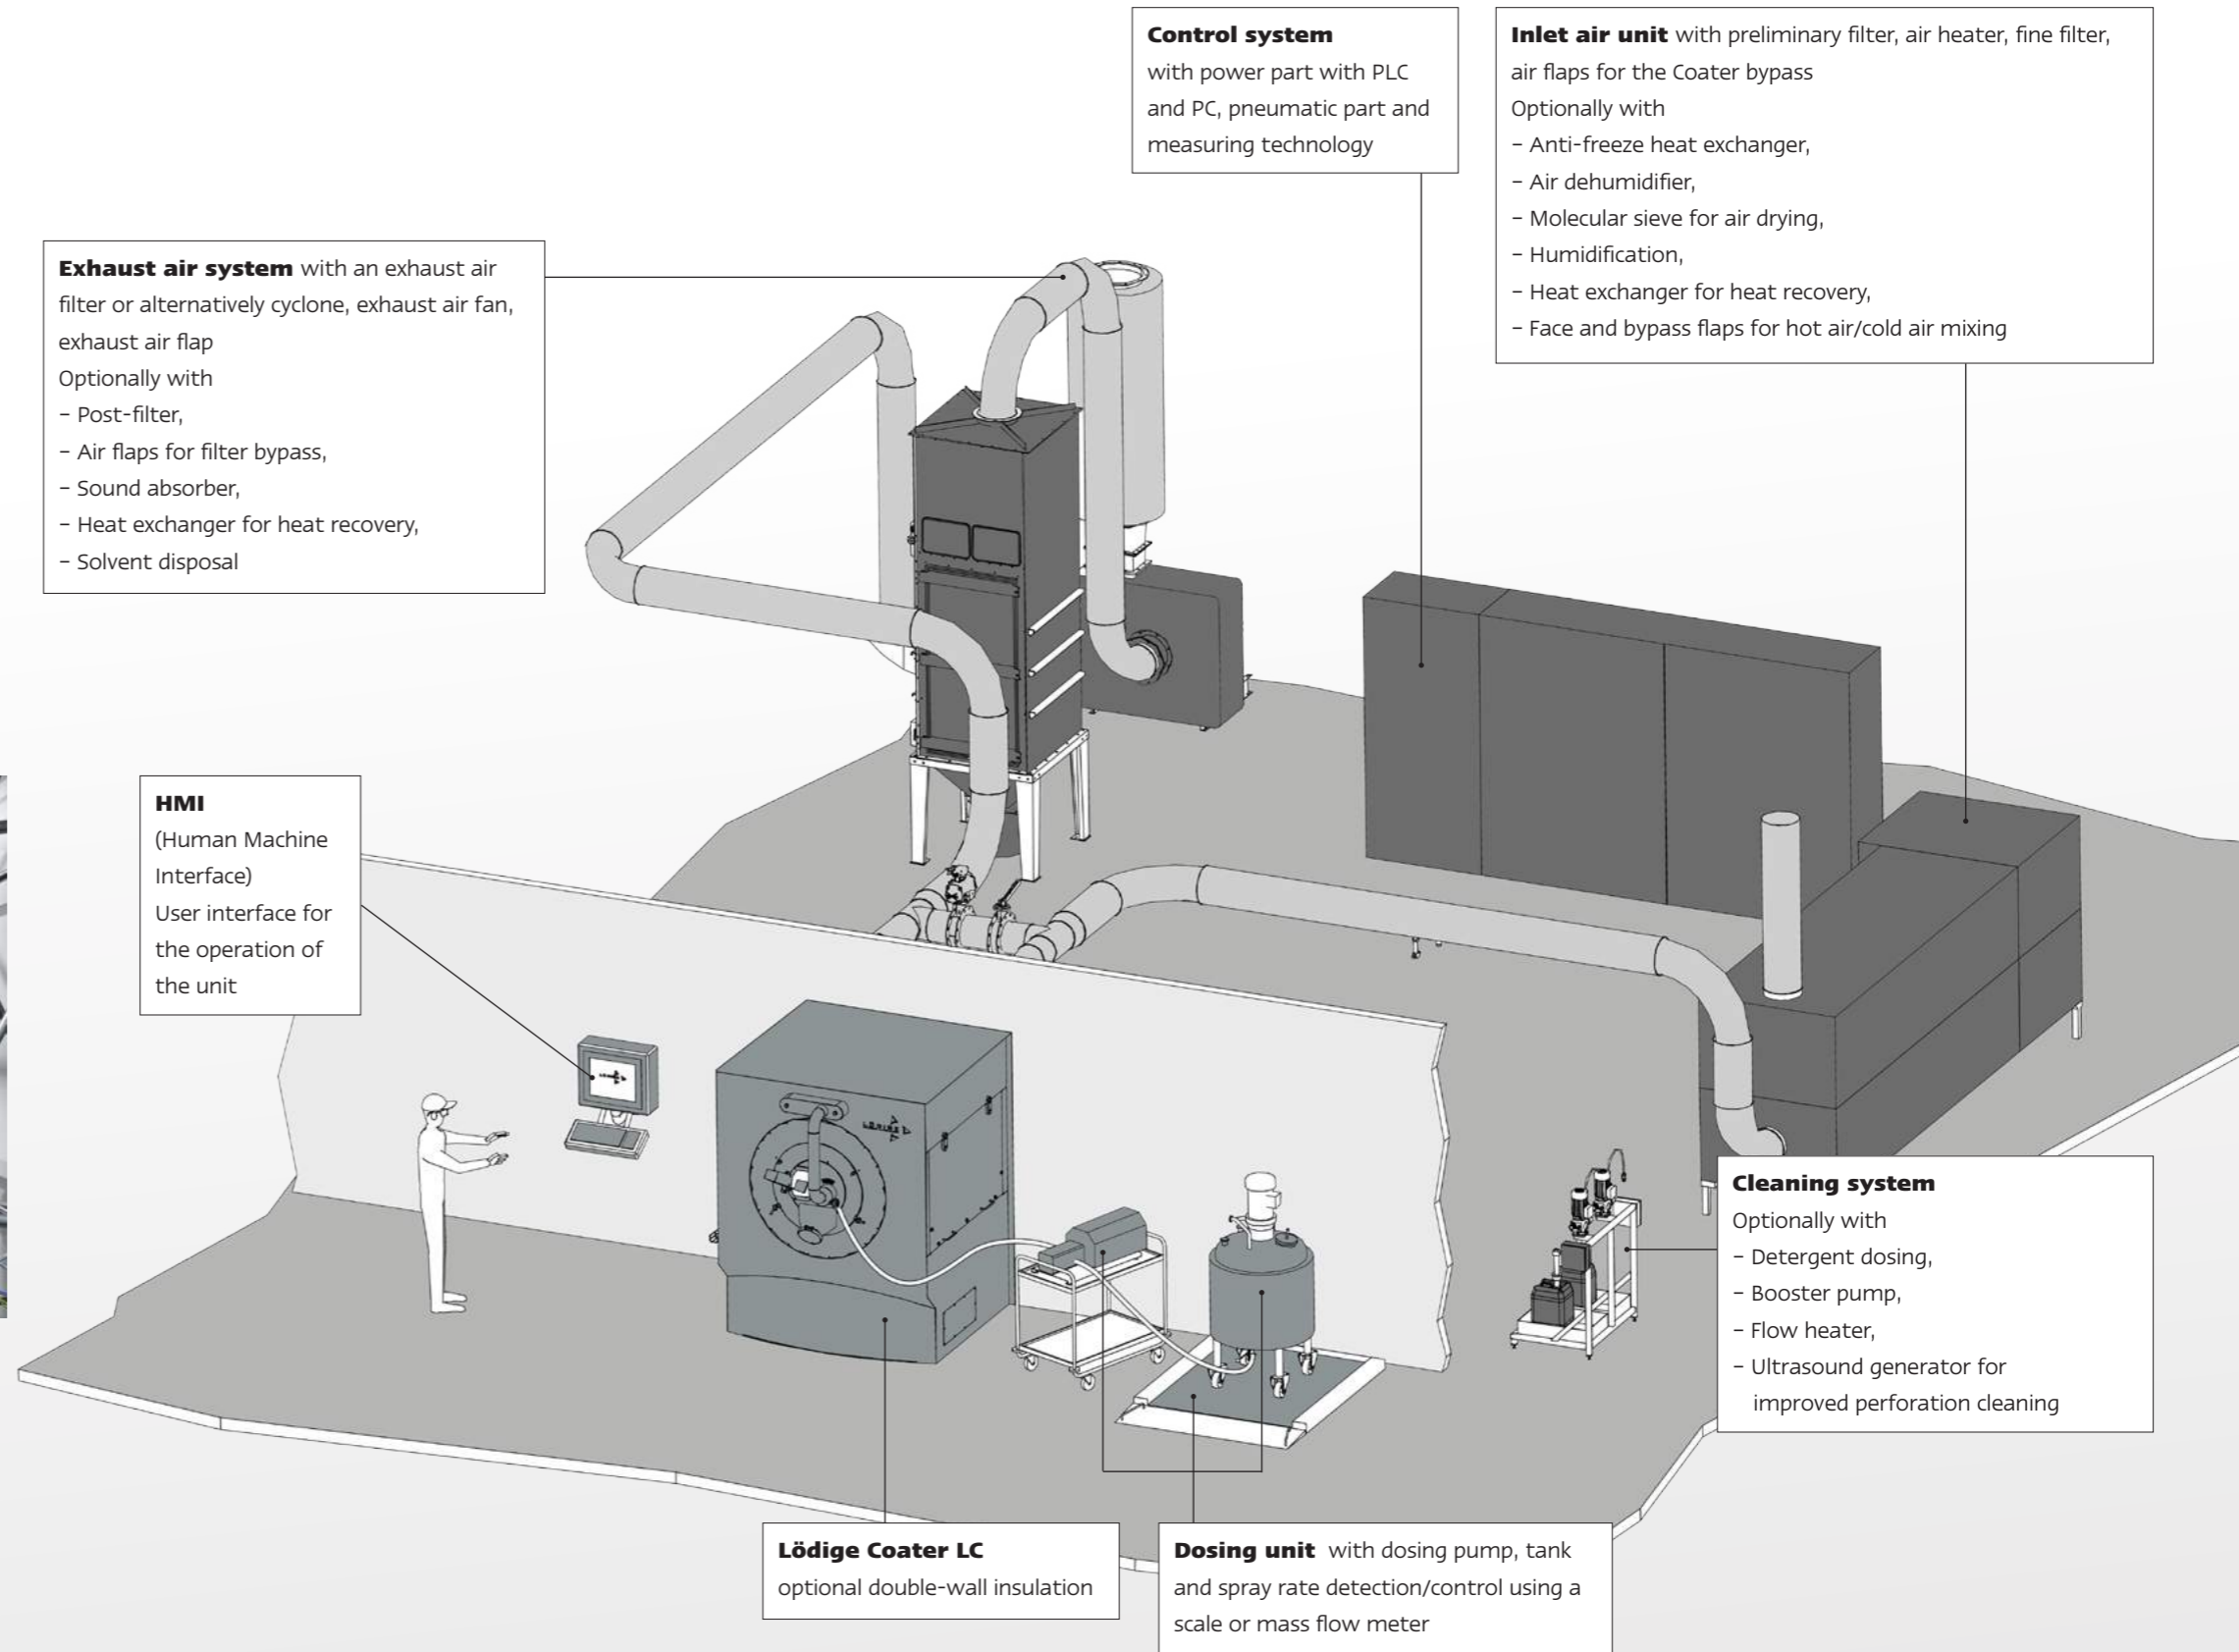 Control system
with power part with PLC
and PC, pneumatic part and
measuring technology
Inlet air unit with preliminary filter, air heater, fine filter,
air flaps for the Coater bypass
Optionally with
– Anti-freeze heat exchanger,
– Air dehumidifier,
– Molecular sieve for air drying,
– Humidification,
– Heat exchanger for heat recovery,
– Face and bypass flaps for hot air/cold air mixing
Exhaust air system with an exhaust air
filter or alternatively cyclone, exhaust air fan,
exhaust air flap
Optionally with
– Post-filter,
– Air flaps for filter bypass,
– Sound absorber,
– Heat exchanger for heat recovery,
– Solvent disposal
HMI
(Human Machine
Interface)
User interface for
the operation of
the unit
LÖDIGE
Cleaning system
Optionally with
– Detergent dosing,
– Booster pump,
– Flow heater,
– Ultrasound generator for
improved perforation cleaning
Lödige Coater LC
optional double-wall insulation
Dosing unit with dosing pump, tank
and spray rate detection/control using a
scale or mass flow meter